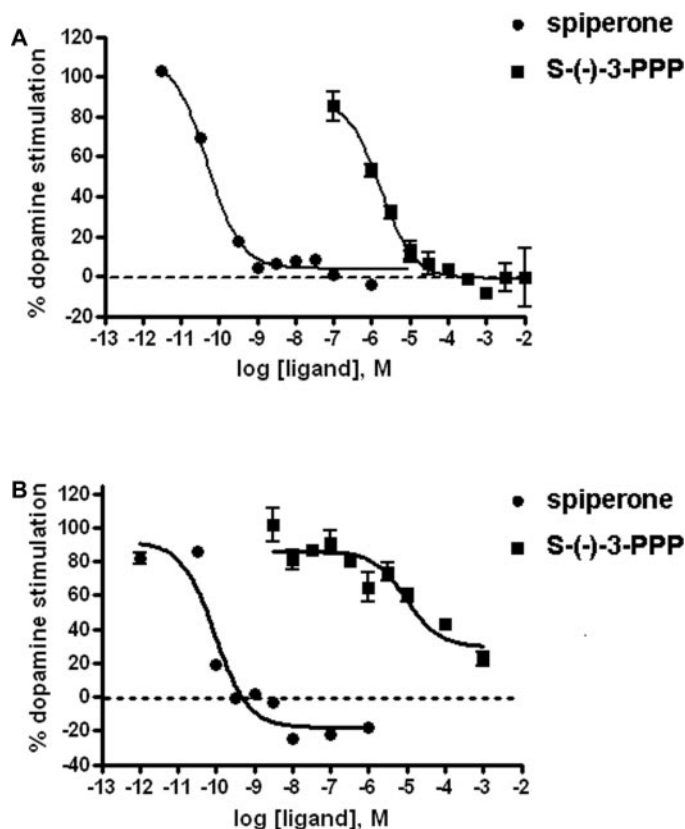 A
% dopamine stimulation
120
100
80
60
40
20
0
-20
-13 -12 -11 -10 -9 -8 -7 -6 -5 -4 -3 -2
log [ligand], M
spiperone
S-(-)-3-PPP
B
% dopamine stimulation
120
100
80
60
40
20
0
-20
-40
-13 -12 -11 -10 -9 -8 -7 -6 -5 -4 -3 -2
log [ligand], M
spiperone
S-(-)-3-PPP